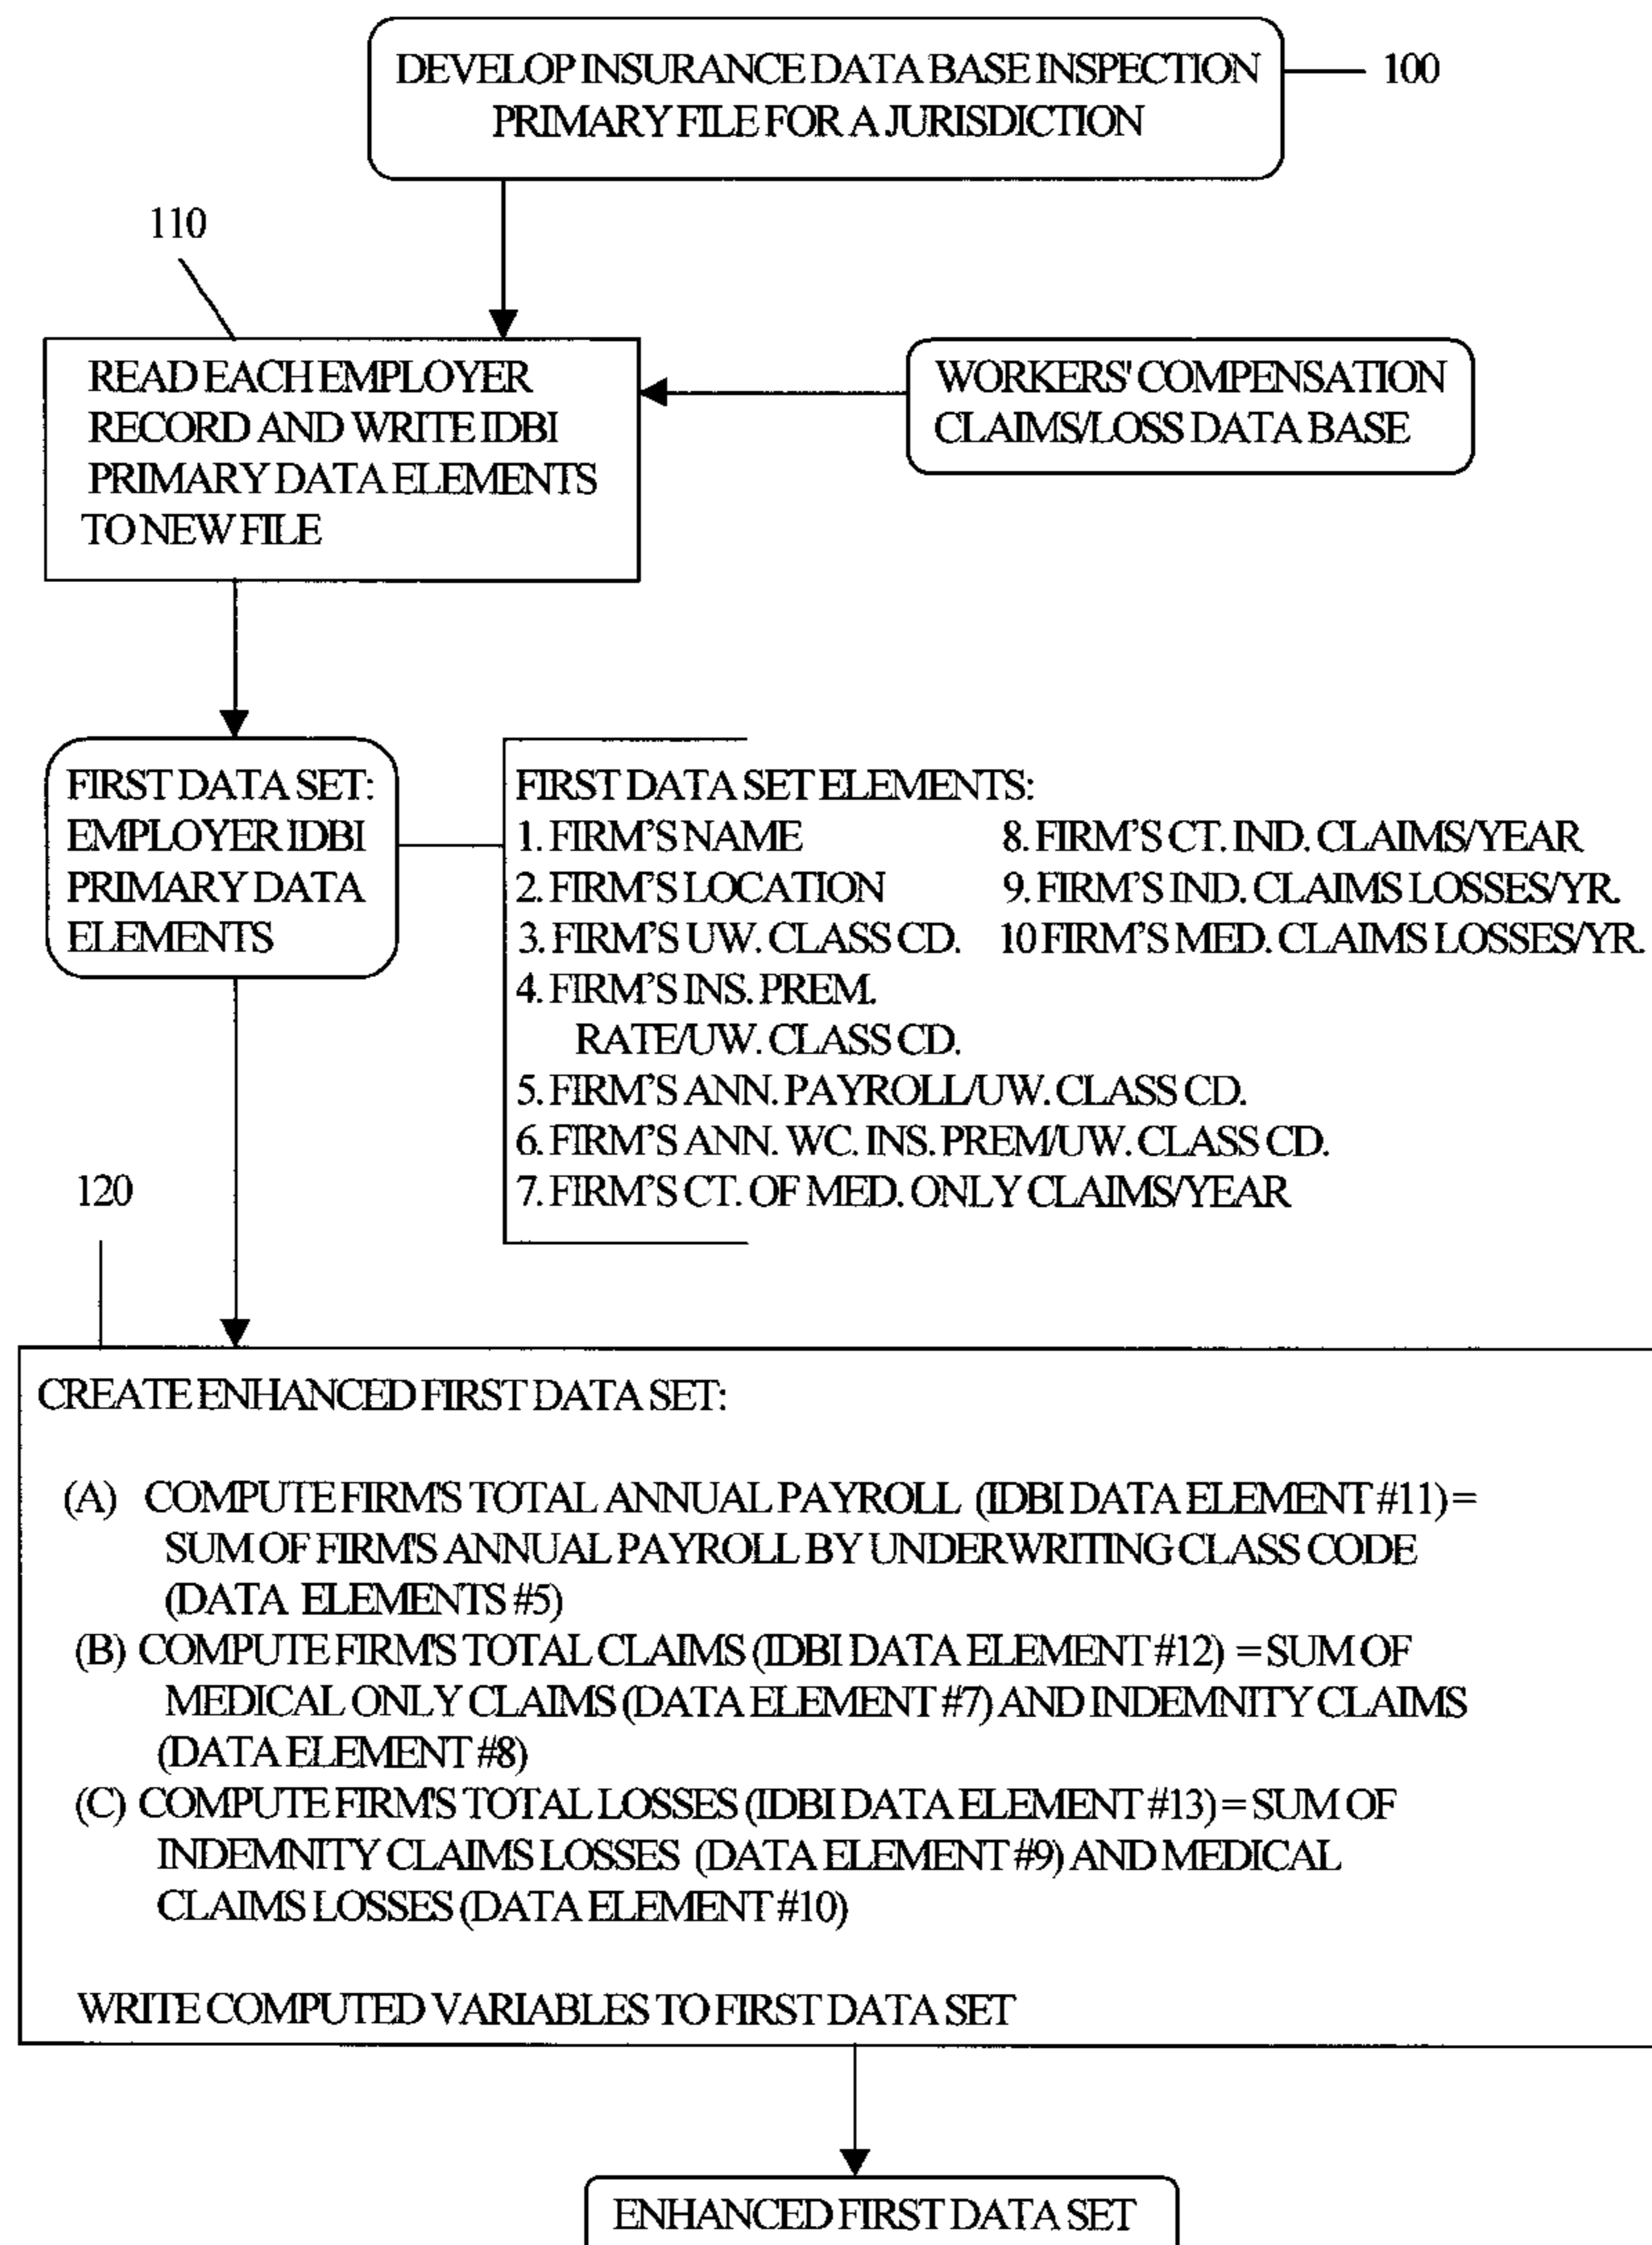 DEVELOP INSURANCE DATA BASE INSPECTION
PRIMARY FILE FOR A JURISDICTION
100
110
READ EACH EMPLOYER
RECORD AND WRITE IDBI
PRIMARY DATA ELEMENTS
TO NEW FILE
WORKERS' COMPENSATION
CLAIMS/LOSS DATA BASE
FIRST DATA SET:
EMPLOYER IDBI
PRIMARY DATA
ELEMENTS
FIRST DATA SET ELEMENTS:
1. FIRM'S NAME
2. FIRM'S LOCATION
3. FIRM'S UW. CLASS CD.
4. FIRM'S INS. PREM.
RATE/UW. CLASS CD.
5. FIRM'S ANN. PAYROLL/UW. CLASS CD.
6. FIRM'S ANN. WC. INS. PREM/UW. CLASS CD.
7. FIRM'S CT. OF MED. ONLY CLAIMS/YEAR
8. FIRM'S CT. IND. CLAIMS/YEAR
9. FIRM'S IND. CLAIMS LOSSES/YR.
10 FIRM'S MED. CLAIMS LOSSES/YR.
120
CREATE ENHANCED FIRST DATA SET:
(A) COMPUTE FIRM'S TOTAL ANNUAL PAYROLL (IDBI DATA ELEMENT #11) =
SUM OF FIRM'S ANNUAL PAYROLL BY UNDERWRITING CLASS CODE
(DATA ELEMENTS #5)
(B) COMPUTE FIRM'S TOTAL CLAIMS (IDBI DATA ELEMENT #12) = SUM OF
MEDICAL ONLY CLAIMS (DATA ELEMENT #7) AND INDEMNITY CLAIMS
(DATA ELEMENT #8)
(C) COMPUTE FIRM'S TOTAL LOSSES (IDBI DATA ELEMENT #13) = SUM OF
INDEMNITY CLAIMS LOSSES (DATA ELEMENT #9) AND MEDICAL
CLAIMS LOSSES (DATA ELEMENT #10)
WRITE COMPUTED VARIABLES TO FIRST DATA SET
ENHANCED FIRST DATA SET